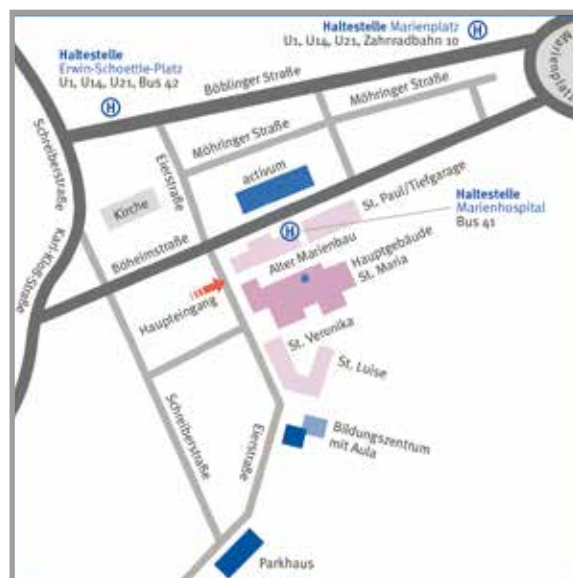 Haltestelle Marienplatz
U1, U14, U21, Zahrradbahn 10
H
Marienplatz
Haltestelle
Erwin-Schoettle-Platz
U1, U14, U21, Bus 42
H
Böblinger Straße
Möhringer Straße
Möhringer Straße
Schreiberstraße
Eierstraße
activum
Kirche
St. Paul/Tiefgarage
Haltestelle
Marienhospital
Bus 41
H
Karl-Kloß-Straße
Böheimstraße
Alter Marienbau
Hauptgebäude
St. Maria
Haupteingang
St. Veronika
St. Luise
Schreiberstraße
Eierstraße
Bildungszentrum
mit Aula
Parkhaus